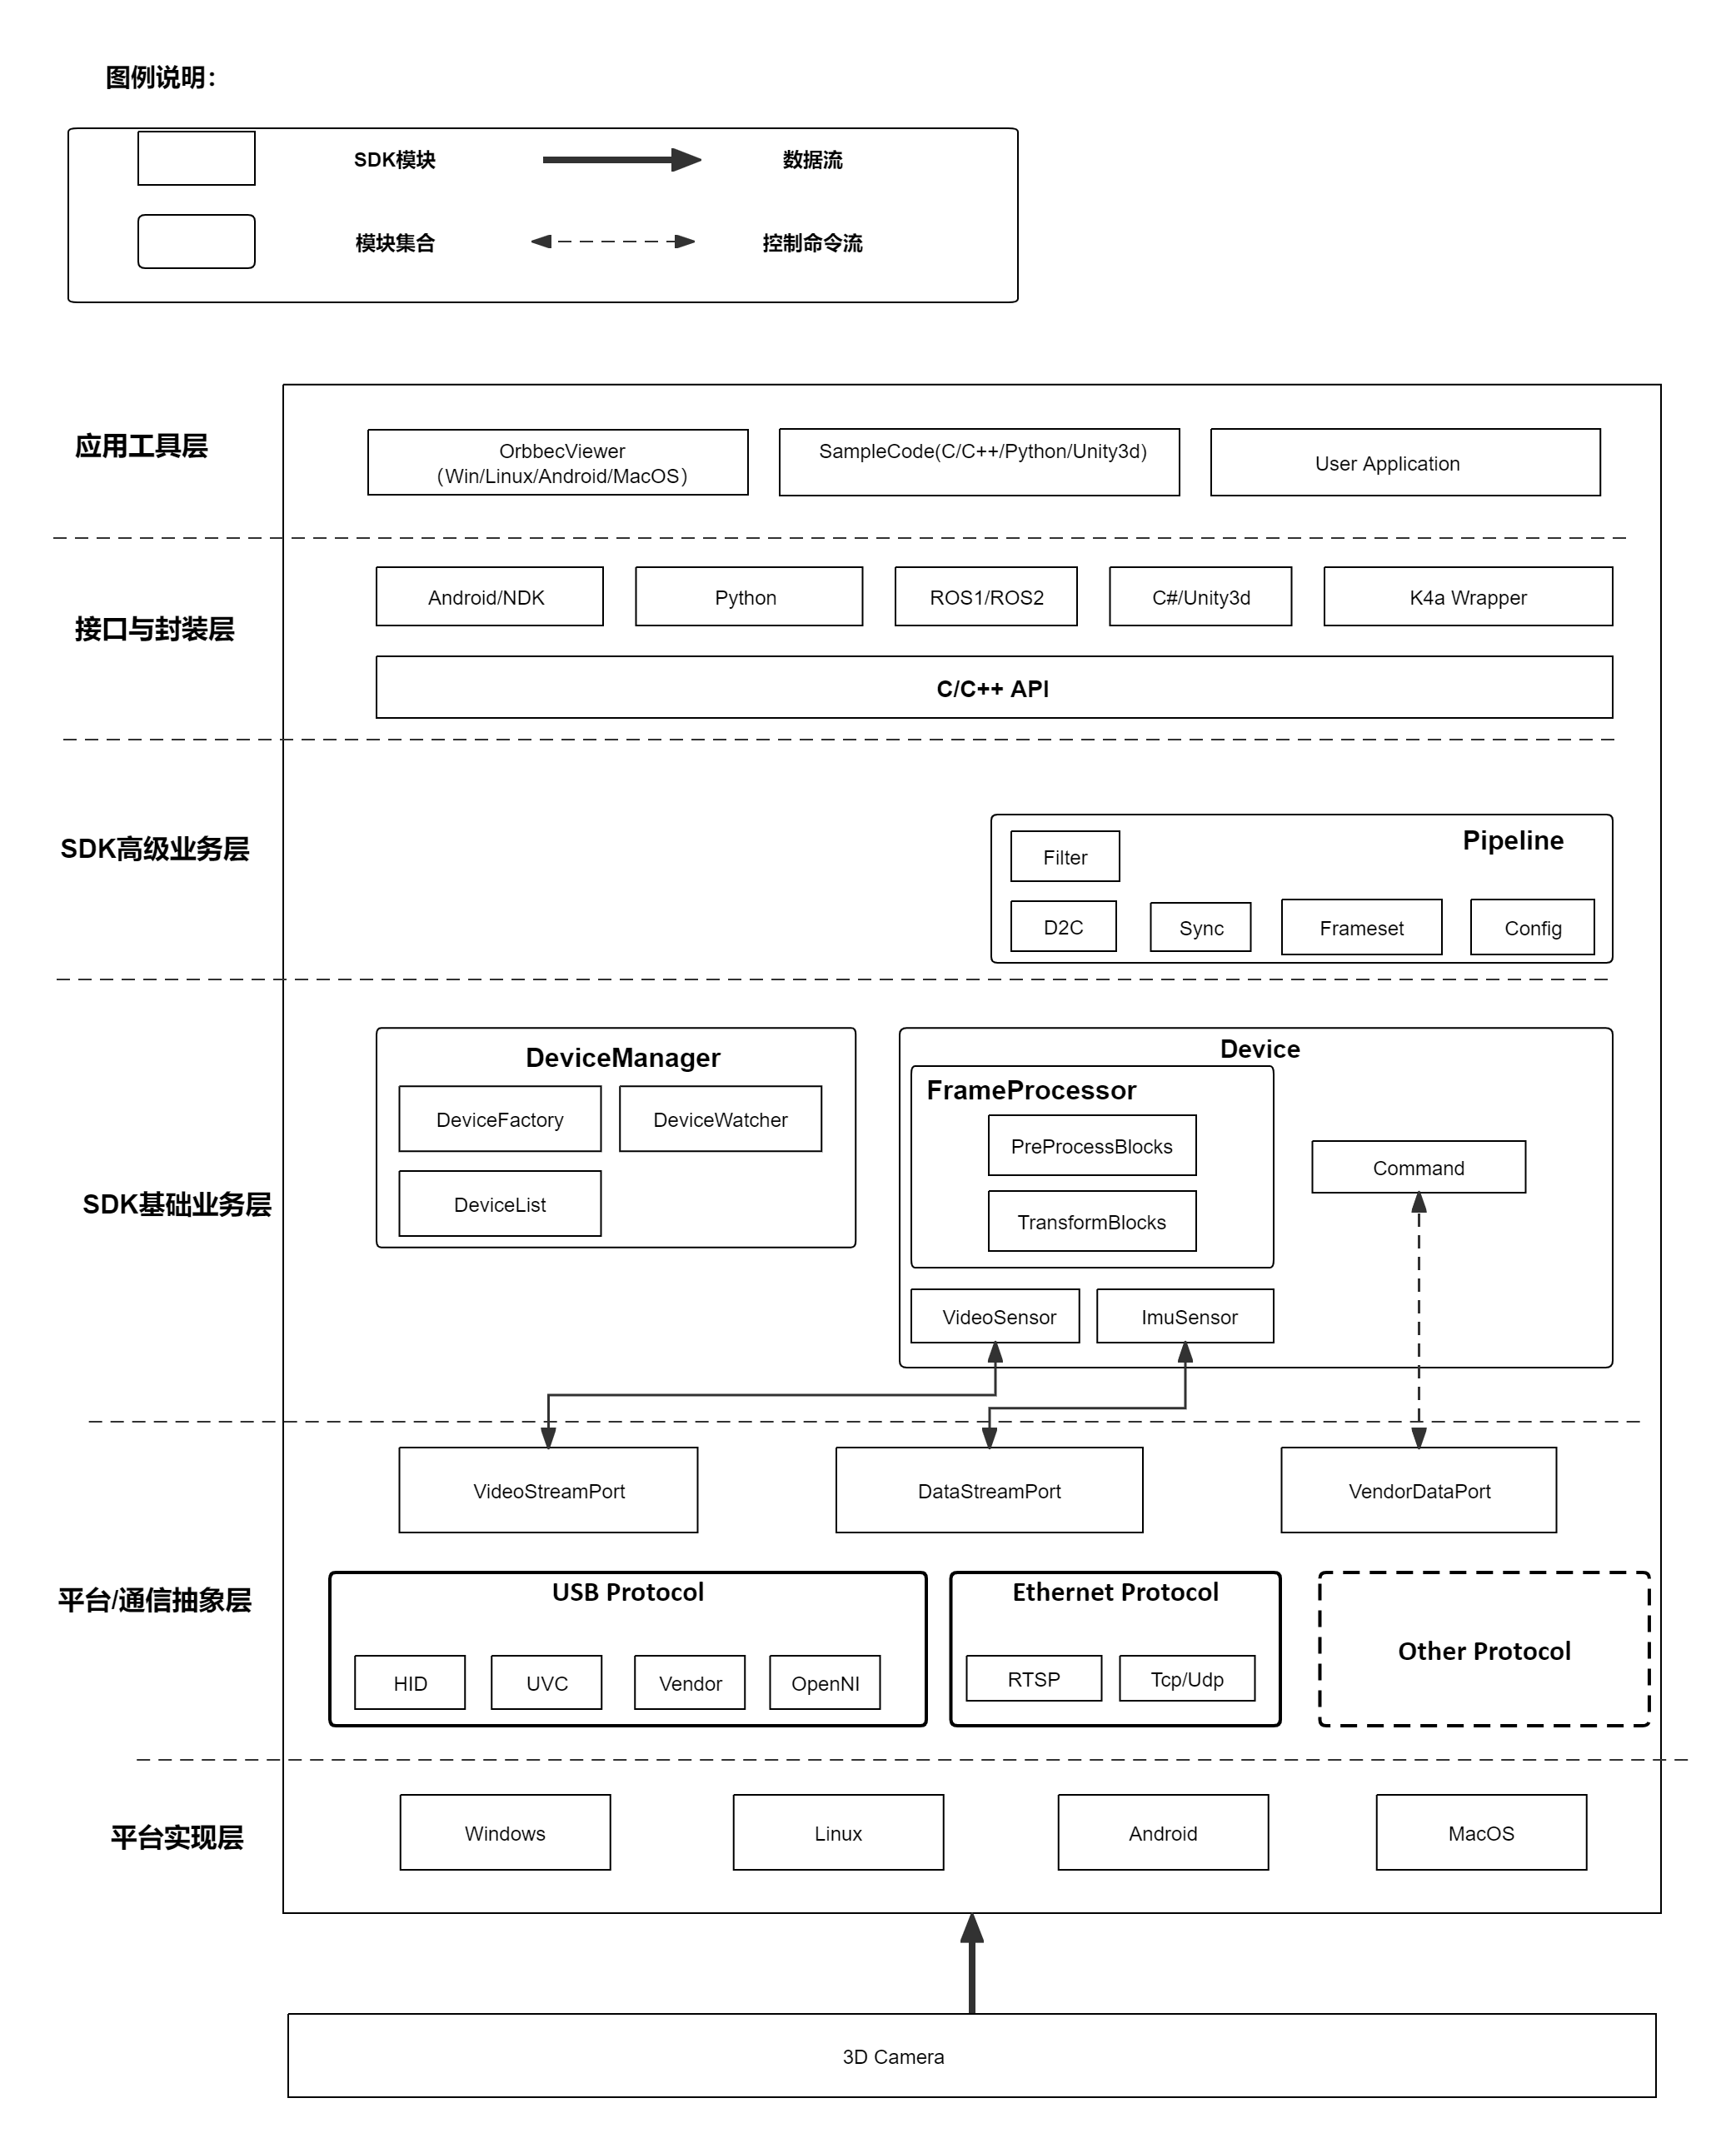 图例说明：
SDK模块
数据流
模块集合
控制命令流
应用工具层
OrbbecViewer
（Win/Linux/Android/MacOS）
SampleCode(C/C++/Python/Unity3d)
User Application
接口与封装层
Android/NDK
Python
ROS1/ROS2
C#/Unity3d
K4a Wrapper
C/C++ API
SDK高级业务层
Pipeline
Filter
D2C
Sync
Frameset
Config
SDK基础业务层
DeviceManager
DeviceFactory
DeviceWatcher
DeviceList
Device
FrameProcessor
PreProcessBlocks
TransformBlocks
Command
VideoSensor
ImuSensor
平台/通信抽象层
VideoStreamPort
DataStreamPort
VendorDataPort
USB Protocol
HID
UVC
Vendor
OpenNI
Ethernet Protocol
RTSP
Tcp/Udp
Other Protocol
平台实现层
Windows
Linux
Android
MacOS
3D Camera